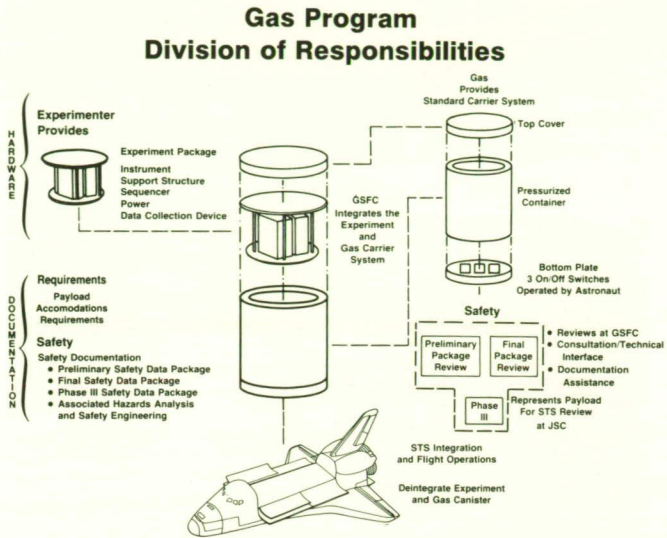 Gas Program
Division of Responsibilities
HARDWARE
Experimenter
Provides
Experiment Package
Instrument
Support Structure
Sequencer
Power
Data Collection Device
GSFC
Integrates the
Experiment
and
Gas Carrier
System
Gas
Provides
Standard Carrier System
Top Cover
Pressurized
Container
Bottom Plate
3 On/Off Switches
Operated by Astronaut
DOCUMENTATION
Requirements
Payload
Accomodations
Requirements
Safety
Safety Documentation
• Preliminary Safety Data Package
• Final Safety Data Package
• Phase III Safety Data Package
• Associated Hazards Analysis
and Safety Engineering
Safety
Preliminary
Package
Review
Final
Package
Review
• Reviews at GSFC
• Consultation/Technical
Interface
• Documentation
Assistance
Phase
III
Represents Payload
For STS Review
at JSC
STS Integration
and Flight Operations
Deintegrate Experiment
and Gas Canister